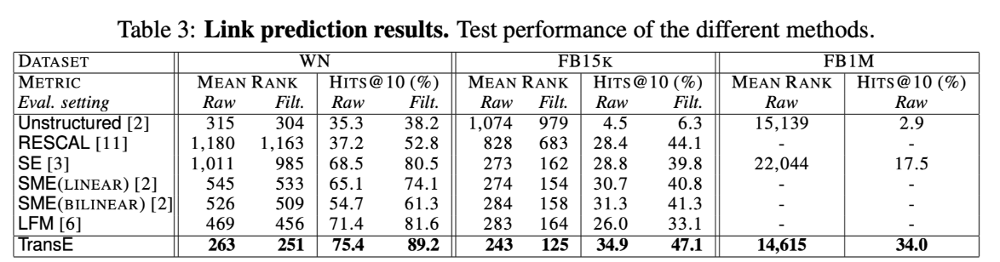 Table 3: Link prediction results. Test performance of the different methods.
DATASET WN FB15K FB1M
METRIC MEAN RANK HITS@10 (%) MEAN RANK HITS@10 (%) MEAN RANK HITS@10 (%)
Eval. setting Raw Filt. Raw Filt. Raw Filt. Raw Filt. Raw Raw
Unstructured [2] 315 304 35.3 38.2 1,074 979 4.5 6.3 15,139 2.9
RESCAL [11] 1,180 1,163 37.2 52.8 828 683 28.4 44.1 - -
SE [3] 1,011 985 68.5 80.5 273 162 28.8 39.8 22,044 17.5
SME(LINEAR) [2] 545 533 65.1 74.1 274 154 30.7 40.8 - -
SME(BILINEAR) [2] 526 509 54.7 61.3 284 158 31.3 41.3 - -
LFM [6] 469 456 71.4 81.6 283 164 26.0 33.1 - -
TransE 263 251 75.4 89.2 243 125 34.9 47.1 14,615 34.0